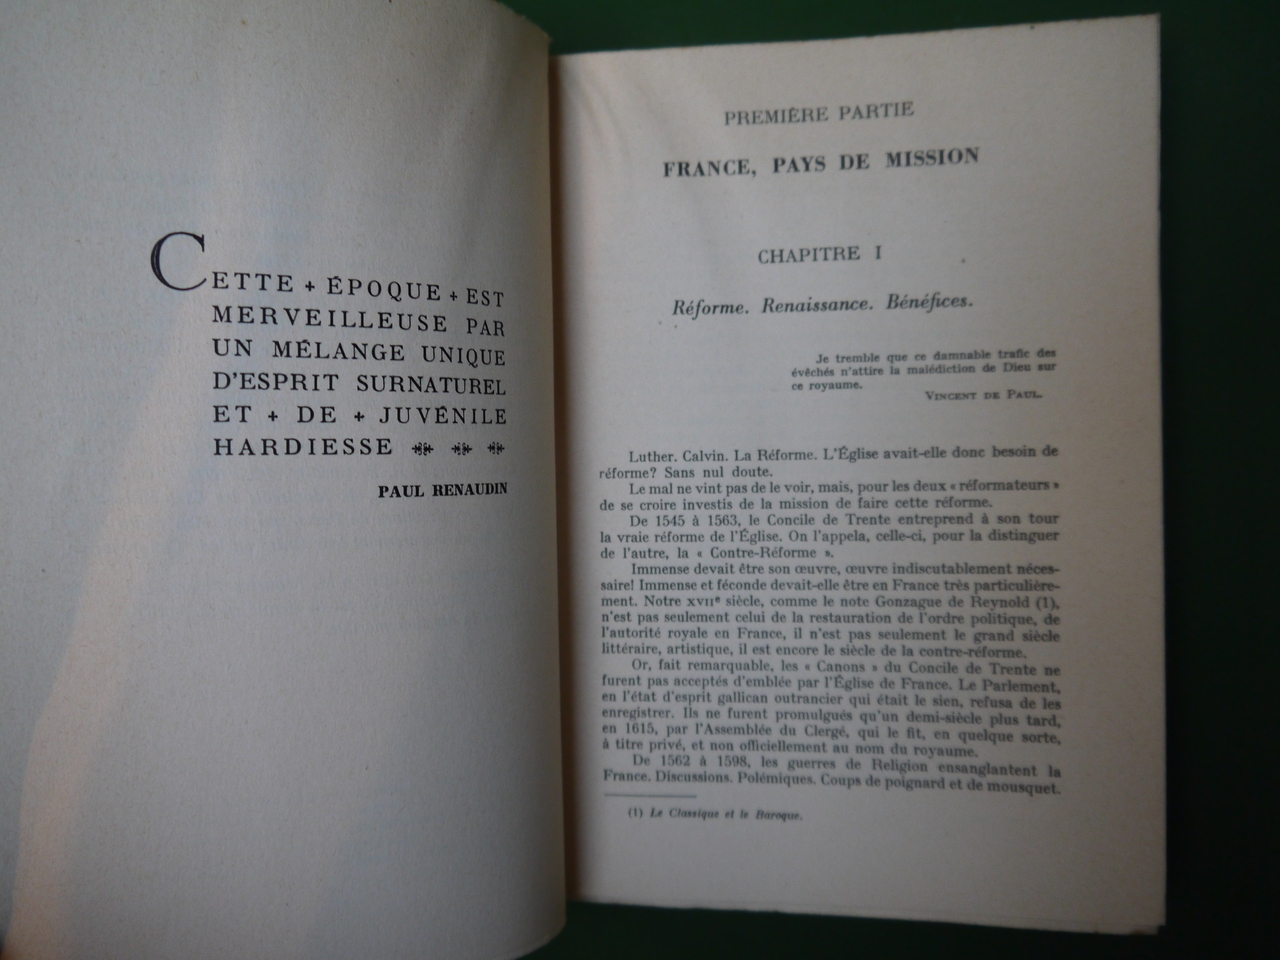 CETTE + ÉPOQUE + EST
MERVEILLEUSE PAR
UN MÉLANGE UNIQUE
D'ESPRIT SURNATUREL
ET + DE + JUVÉNILE
HARDIESSE
PAUL RENAUDIN
PREMIÈRE PARTIE
FRANCE, PAYS DE MISSION
CHAPITRE I
Réforme. Renaissance. Bénéfices.
Je tremble que ce damnable trafic des
évêchés n'attire la malédiction de Dieu sur
ce royaume.
VINCENT DE PAUL.
Luther. Calvin. La Réforme. L'Église avait-elle donc besoin de
réforme? Sans nul doute.
Le mal ne vint pas de le voir, mais, pour les deux « réformateurs »
de se croire investis de la mission de faire cette réforme.
De 1545 à 1563, le Concile de Trente entreprend à son tour
la vraie réforme de l'Église. On l'appela, celle-ci, pour la distinguer
de l'autre, la « Contre-Réforme ».
Immense devait être son œuvre, œuvre indiscutablement néces-
saire! Immense et féconde devait-elle être en France très particulière-
ment. Notre XVIIe siècle, comme le note Gonzague de Reynold (1),
n'est pas seulement celui de la restauration de l'ordre politique, de
l'autorité royale en France, il n'est pas seulement le grand siècle
littéraire, artistique, il est encore le siècle de la contre-réforme.
Or, fait remarquable, les « Canons » du Concile de Trente ne
furent pas acceptés d'emblée par l'Église de France. Le Parlement,
en l'état d'esprit gallican outrancier qui était le sien, refusa de les
enregistrer. Ils ne furent promulgués qu'un demi-siècle plus tard,
en 1615, par l'Assemblée du Clergé, qui le fit, en quelque sorte,
à titre privé, et non officiellement au nom du royaume.
De 1562 à 1598, les guerres de Religion ensanglantent la
France. Discussions. Polémiques. Coups de poignard et de mousquet.
(1) Le Classique et le Baroque.